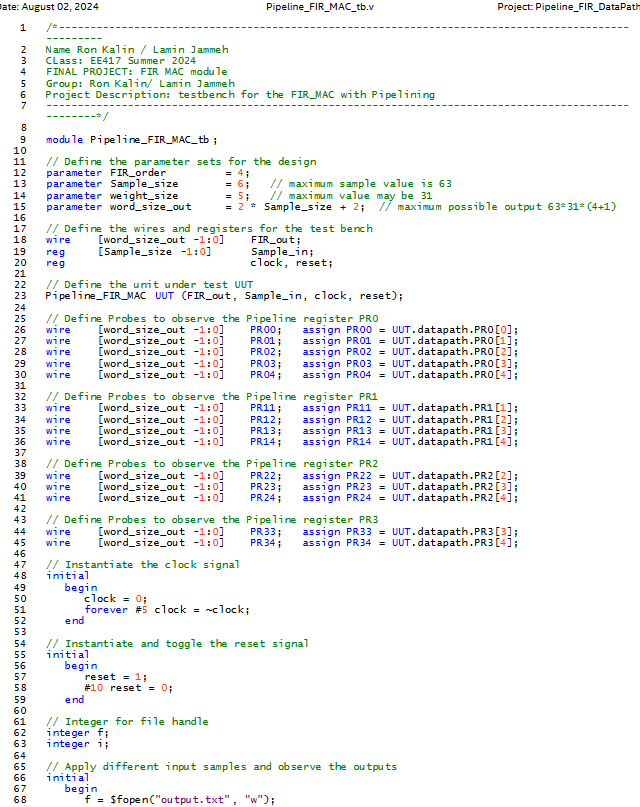 Date: August 02, 2024 Pipeline_FIR_MAC_tb.v Project: Pipeline_FIR_DataPath
1 /*-----------------------------------------------------------------------------------------
---------
2 Name Ron Kalin / Lamin Jammeh
3 CLass: EE417 Summer 2024
4 FINAL PROJECT: FIR MAC module
5 Group: Ron Kalin/ Lamin Jammeh
6 Project Description: testbench for the FIR_MAC with Pipelining
7 -------------------------------------------------------------------------------------------
--------*/
8
9 module Pipeline_FIR_MAC_tb;
10
11 // Define the parameter sets for the design
12 parameter FIR_order = 4;
13 parameter Sample_size = 6; // maximum sample value is 63
14 parameter weight_size = 5; // maximum value may be 31
15 parameter word_size_out = 2 * Sample_size + 2; // maximum possible output 63*31*(4+1)
16
17 // Define the wires and registers for the test bench
18 wire [word_size_out -1:0] FIR_out;
19 reg [Sample_size -1:0] Sample_in;
20 reg clock, reset;
21
22 // Define the unit under test UUT
23 Pipeline_FIR_MAC UUT (FIR_out, Sample_in, clock, reset);
24
25 // Define Probes to observe the Pipeline register PR0
26 wire [word_size_out -1:0] PR00; assign PR00 = UUT.datapath.PR0[0];
27 wire [word_size_out -1:0] PR01; assign PR01 = UUT.datapath.PR0[1];
28 wire [word_size_out -1:0] PR02; assign PR02 = UUT.datapath.PR0[2];
29 wire [word_size_out -1:0] PR03; assign PR03 = UUT.datapath.PR0[3];
30 wire [word_size_out -1:0] PR04; assign PR04 = UUT.datapath.PR0[4];
31
32 // Define Probes to observe the Pipeline register PR1
33 wire [word_size_out -1:0] PR11; assign PR11 = UUT.datapath.PR1[1];
34 wire [word_size_out -1:0] PR12; assign PR12 = UUT.datapath.PR1[2];
35 wire [word_size_out -1:0] PR13; assign PR13 = UUT.datapath.PR1[3];
36 wire [word_size_out -1:0] PR14; assign PR14 = UUT.datapath.PR1[4];
37
38 // Define Probes to observe the Pipeline register PR2
39 wire [word_size_out -1:0] PR22; assign PR22 = UUT.datapath.PR2[2];
40 wire [word_size_out -1:0] PR23; assign PR23 = UUT.datapath.PR2[3];
41 wire [word_size_out -1:0] PR24; assign PR24 = UUT.datapath.PR2[4];
42
43 // Define Probes to observe the Pipeline register PR3
44 wire [word_size_out -1:0] PR33; assign PR33 = UUT.datapath.PR3[3];
45 wire [word_size_out -1:0] PR34; assign PR34 = UUT.datapath.PR3[4];
46
47 // Instantiate the clock signal
48 initial
49 begin
50 clock = 0;
51 forever #5 clock = ~clock;
52 end
53
54 // Instantiate and toggle the reset signal
55 initial
56 begin
57 reset = 1;
58 #10 reset = 0;
59 end
60
61 // Integer for file handle
62 integer f;
63 integer i;
64
65 // Apply different input samples and observe the outputs
66 initial
67 begin
68 f = $fopen("output.txt", "w");